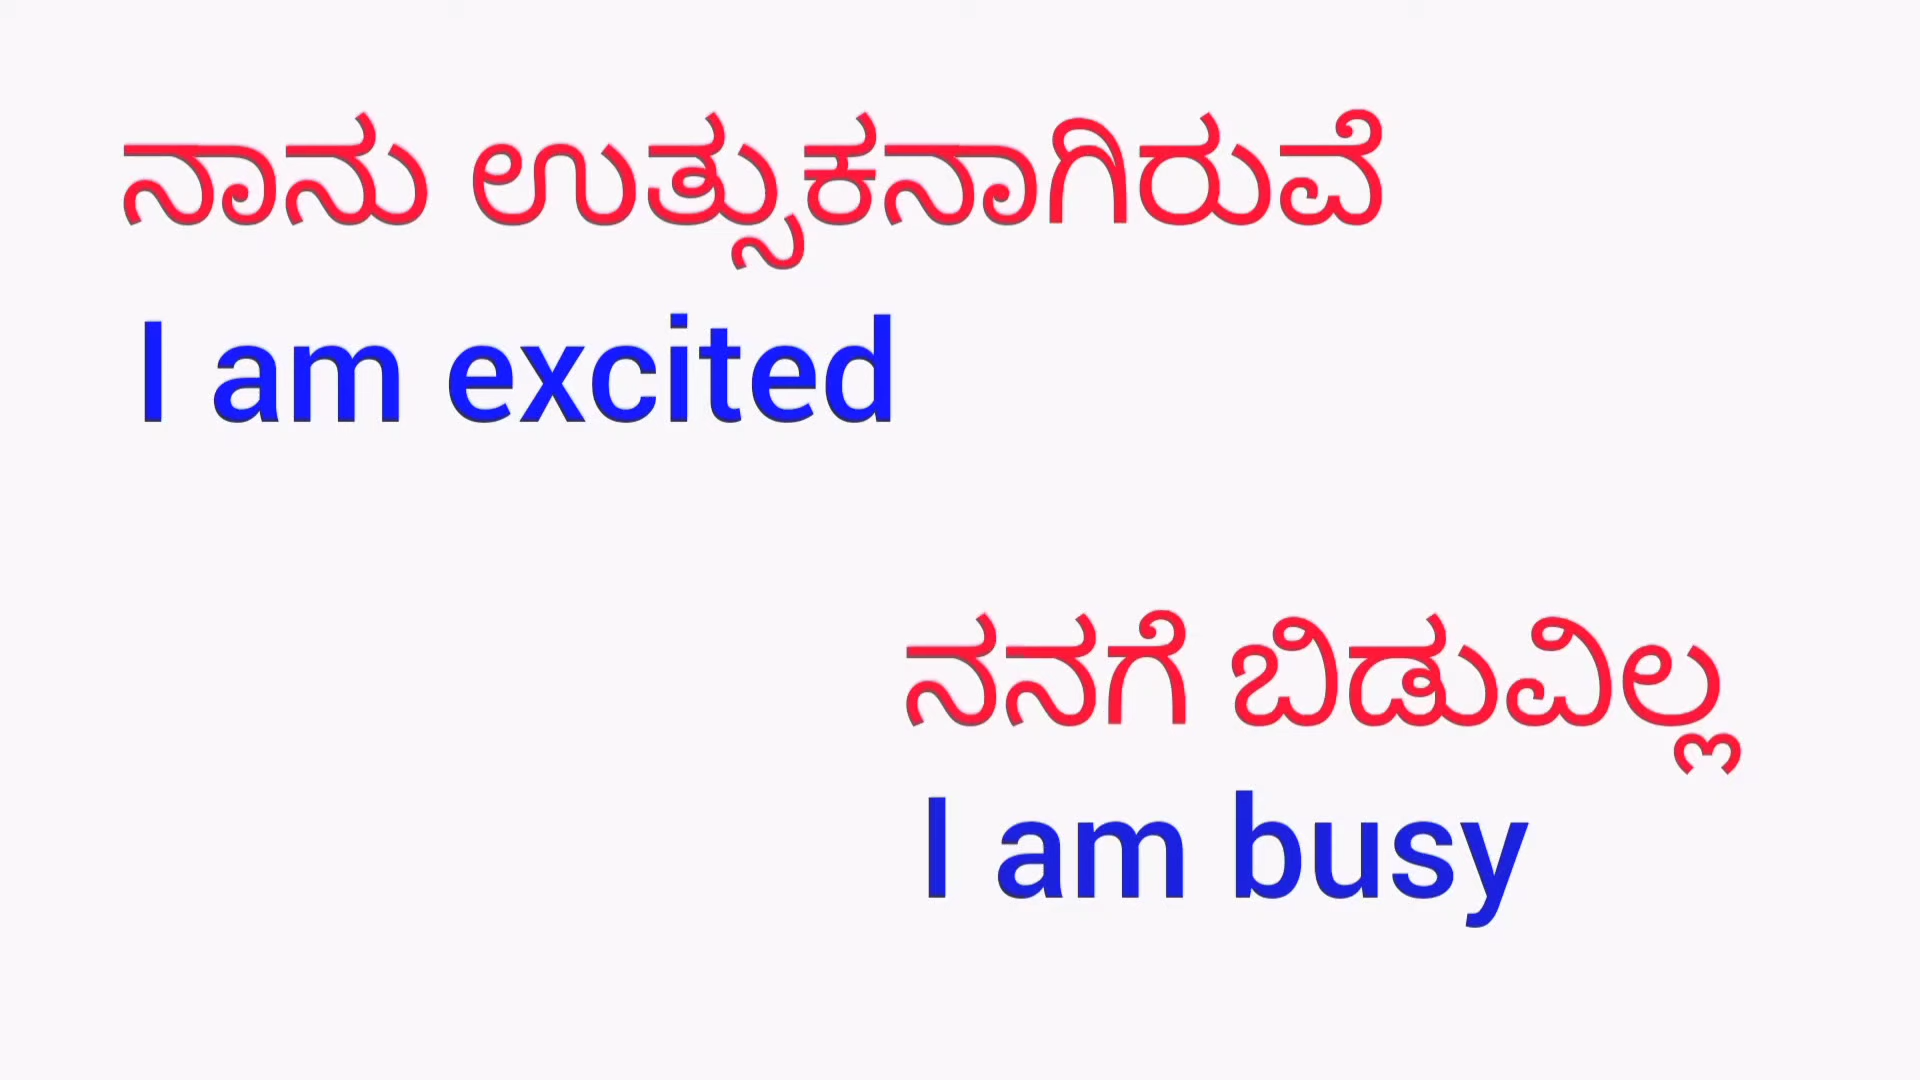 ನಾನು ಉತ್ಸುಕನಾಗಿರುವೆ
I am excited
ನನಗೆ ಬಿಡುವಿಲ್ಲ
I am busy